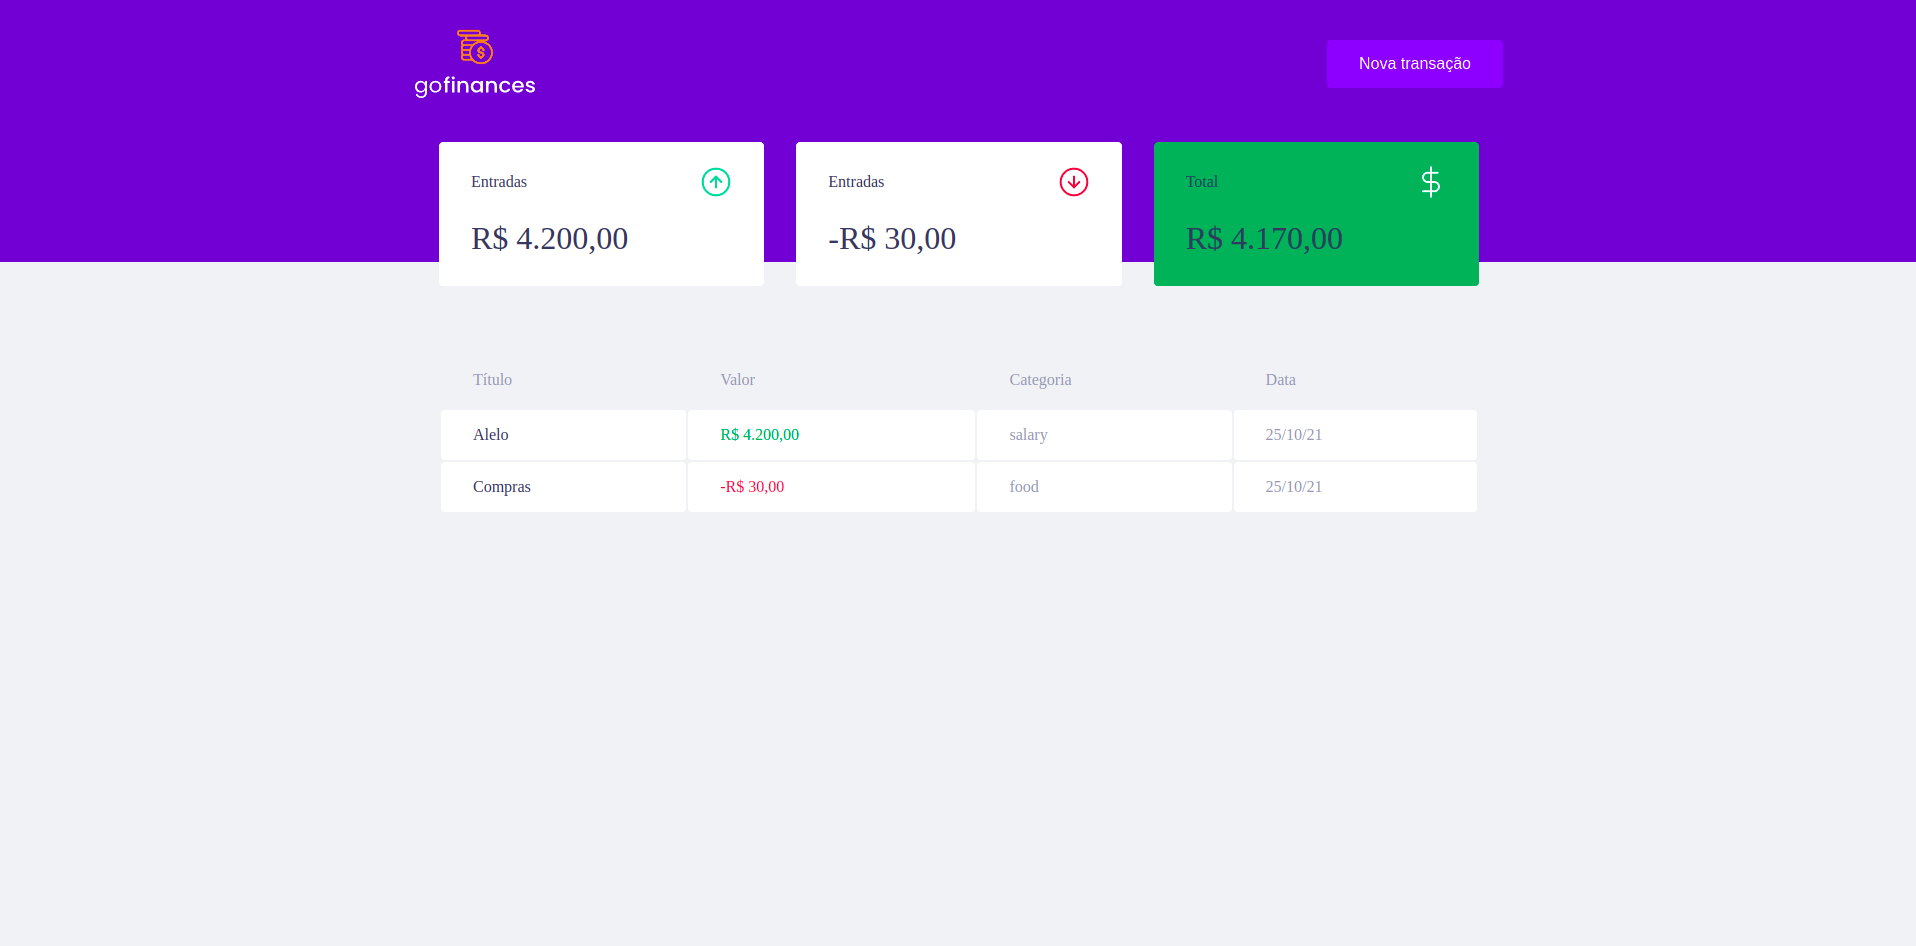 gofinances
Nova transação
Entradas
R$ 4.200,00
Entradas
-R$ 30,00
Total
R$ 4.170,00
Título Valor Categoria Data
Alelo R$ 4.200,00 salary 25/10/21
Compras -R$ 30,00 food 25/10/21